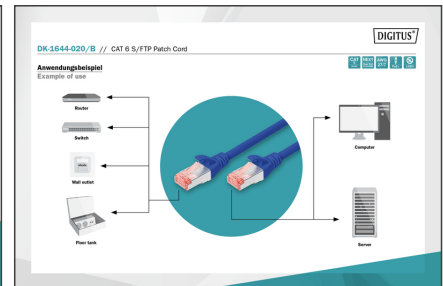 DIGITUS®
DK-1644-020/B // CAT 6 S/FTP Patch Cord
Anwendungsbeispiel
Example of use
Router
Switch
Wall outlet
Floor tank
Computer
Server